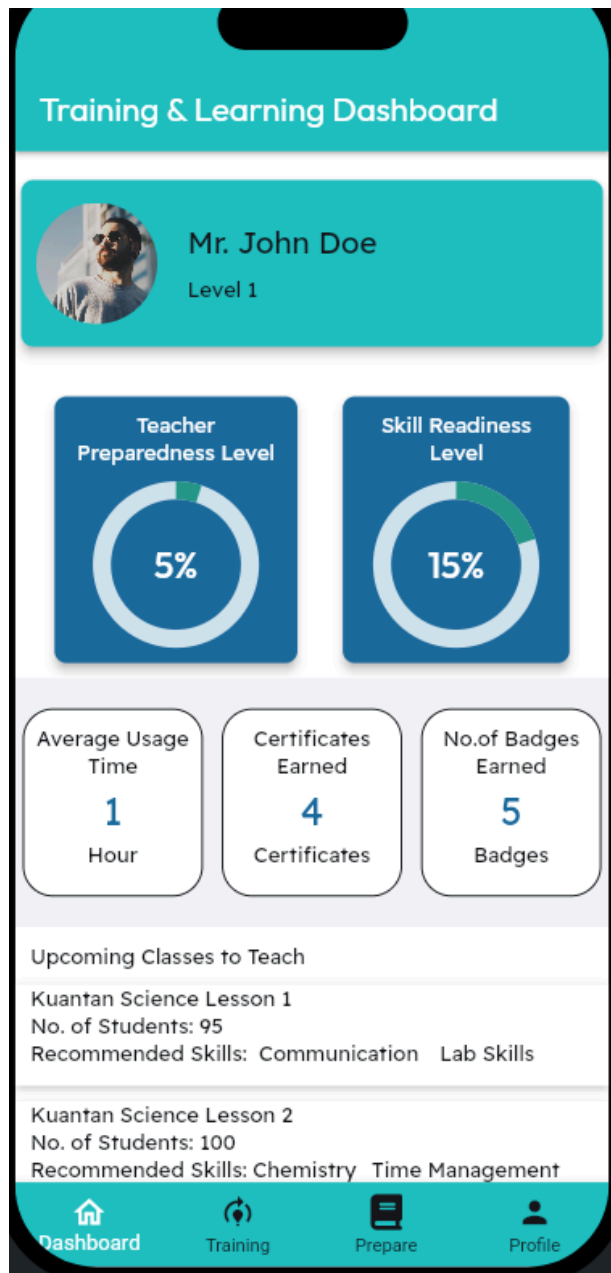 Training & Learning Dashboard
Mr. John Doe
Level 1
Teacher
Preparedness Level
5%
Skill Readiness
Level
15%
Average Usage
Time
1
Hour
Certificates
Earned
4
Certificates
No.of Badges
Earned
5
Badges
Upcoming Classes to Teach
Kuantan Science Lesson 1
No. of Students: 95
Recommended Skills: Communication Lab Skills
Kuantan Science Lesson 2
No. of Students: 100
Recommended Skills: Chemistry Time Management
Dashboard
Training
Prepare
Profile